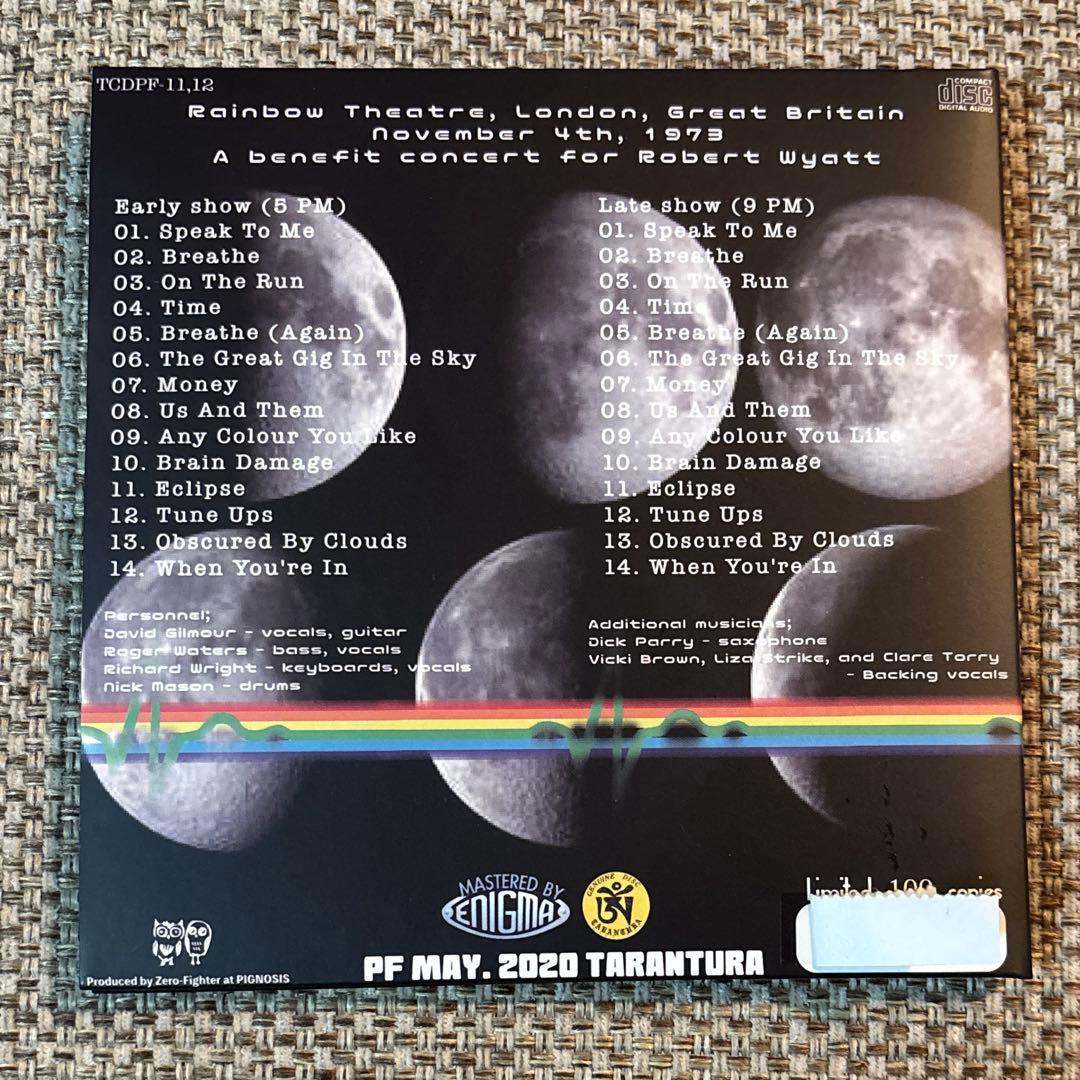 TCDPF-11,12
COMPACT
disc
DIGITAL AUDIO
Rainbow Theatre, London, Great Britain
November 4th, 1973
A benefit concert for Robert Wyatt
Early show (5 PM)
01. Speak To Me
02. Breathe
03. On The Run
04. Time
05. Breathe (Again)
06. The Great Gig In The Sky
07. Money
08. Us And Them
09. Any Colour You Like
10. Brain Damage
11. Eclipse
12. Tune Ups
13. Obscured By Clouds
14. When You're In
Late show (9 PM)
01. Speak To Me
02. Breathe
03. On The Run
04. Time
05. Breathe (Again)
06. The Great Gig In The Sky
07. Money
08. Us And Them
09. Any Colour You Like
10. Brain Damage
11. Eclipse
12. Tune Ups
13. Obscured By Clouds
14. When You're In
Personnel;
David Gilmour - vocals, guitar
Roger Waters - bass, vocals
Richard Wright - keyboards, vocals
Nick Mason - drums
Additional musicians;
Dick Parry - saxophone
Vicki Brown, Liza Strike, and Clare Torry
- Backing vocals
MASTERED BY
ENIGMA
GENUINE DISC
ॐ
TARANTURA
Limited 100 copies
PF MAY. 2020 TARANTURA
Produced by Zero-Fighter at PIGNOSIS